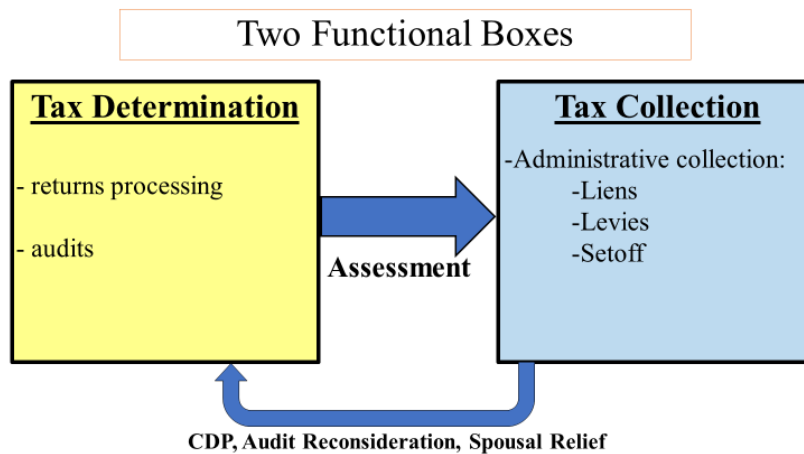 Two Functional Boxes
Tax Determination
- returns processing
- audits
Assessment
Tax Collection
-Administrative collection:
-Liens
-Levies
-Setoff
CDP, Audit Reconsideration, Spousal Relief